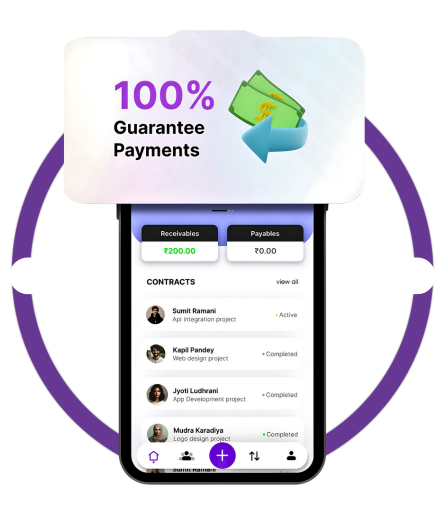 100%
Guarantee
Payments
Receivables
Payables
₹200.00
₹0.00
CONTRACTS
view all
Sumit Ramani
Api Integration project
Active
Kapil Pandey
Web design project
Completed
Jyoti Ludhrani
App Development project
Completed
Mudra Karadiya
Logo design project
Completed
Sumit Ramani